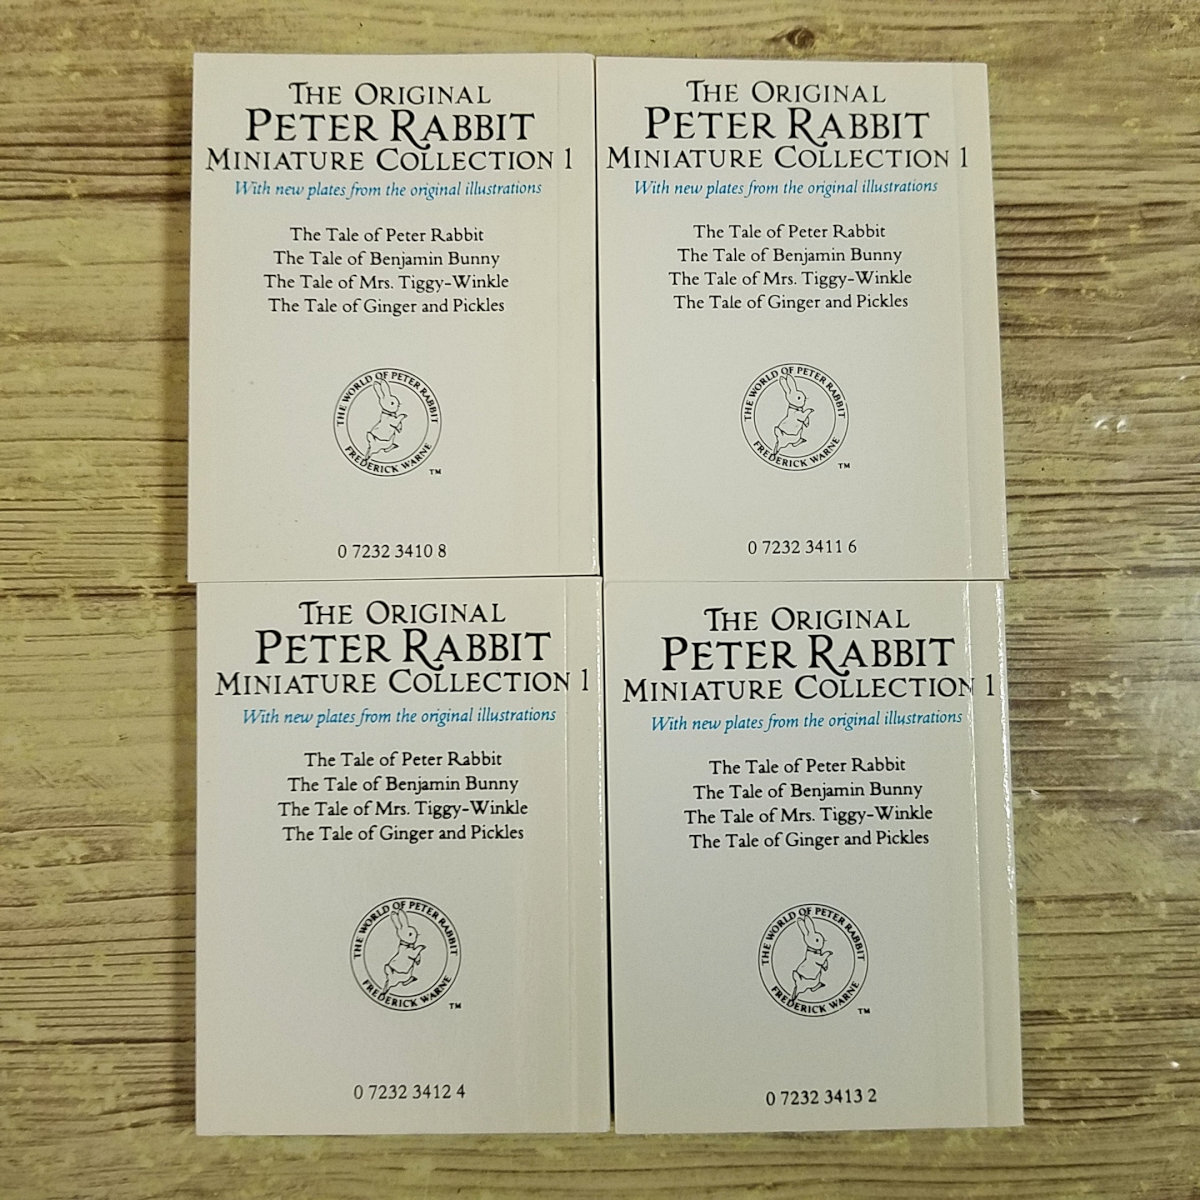 THE ORIGINAL
PETER RABBIT
MINIATURE COLLECTION 1
With new plates from the original illustrations
The Tale of Peter Rabbit
The Tale of Benjamin Bunny
The Tale of Mrs. Tiggy-Winkle
The Tale of Ginger and Pickles
THE WORLD OF PETER RABBIT
FREDERICK WARNE
TM
0 7232 3410 8
THE ORIGINAL
PETER RABBIT
MINIATURE COLLECTION 1
With new plates from the original illustrations
The Tale of Peter Rabbit
The Tale of Benjamin Bunny
The Tale of Mrs. Tiggy-Winkle
The Tale of Ginger and Pickles
THE WORLD OF PETER RABBIT
FREDERICK WARNE
TM
0 7232 3411 6
THE ORIGINAL
PETER RABBIT
MINIATURE COLLECTION 1
With new plates from the original illustrations
The Tale of Peter Rabbit
The Tale of Benjamin Bunny
The Tale of Mrs. Tiggy-Winkle
The Tale of Ginger and Pickles
THE WORLD OF PETER RABBIT
FREDERICK WARNE
TM
0 7232 3412 4
THE ORIGINAL
PETER RABBIT
MINIATURE COLLECTION 1
With new plates from the original illustrations
The Tale of Peter Rabbit
The Tale of Benjamin Bunny
The Tale of Mrs. Tiggy-Winkle
The Tale of Ginger and Pickles
THE WORLD OF PETER RABBIT
FREDERICK WARNE
TM
0 7232 3413 2